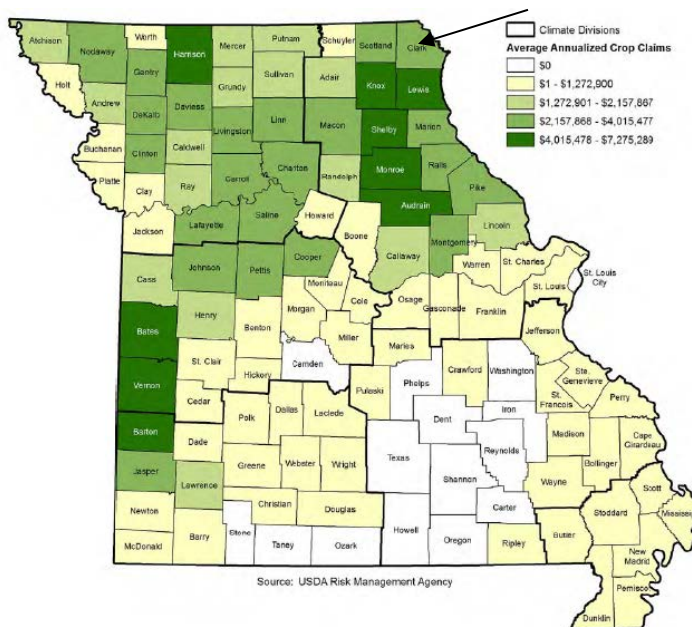 Climate Divisions
Average Annualized Crop Claims
$0
$1 - $1,272,900
$1,272,901 - $2,157,867
$2,157,868 - $4,015,477
$4,015,478 - $7,275,289
Atchison
Nodaway
Worth
Harrison
Mercer
Putnam
Schuyler
Scotland
Clark
Gentry
Sullivan
Adair
Knox
Lewis
Holt
Andrew
Grundy
DeKalb
Daviess
Livingston
Linn
Macon
Shelby
Marion
Buchanan
Clinton
Caldwell
Chariton
Randolph
Monroe
Ralls
Platte
Clay
Ray
Carroll
Pike
Audrain
Jackson
Lafayette
Saline
Howard
Boone
Callaway
Montgomery
Lincoln
Warren
St. Charles
St. Louis
City
St. Louis
Cass
Johnson
Pettis
Cooper
Moniteau
Cole
Osage
Gasconade
Franklin
Jefferson
Bates
Henry
Benton
Morgan
Miller
Maries
Camden
Crawford
Washington
Ste.
Genevieve
St.
Francois
Perry
Vernon
St. Clair
Hickory
Cedar
Pulaski
Phelps
Dent
Iron
Madison
Cape
Girardeau
Bollinger
Barton
Dade
Polk
Dallas
Laclede
Texas
Reynolds
Wayne
Jasper
Lawrence
Greene
Webster
Wright
Shannon
Carter
Newton
Christian
Douglas
McDonald
Barry
Stone
Taney
Ozark
Howell
Oregon
Ripley
Butler
Stoddard
Scott
Mississippi
New
Madrid
Pemiscot
Dunklin
Source: USDA Risk Management Agency